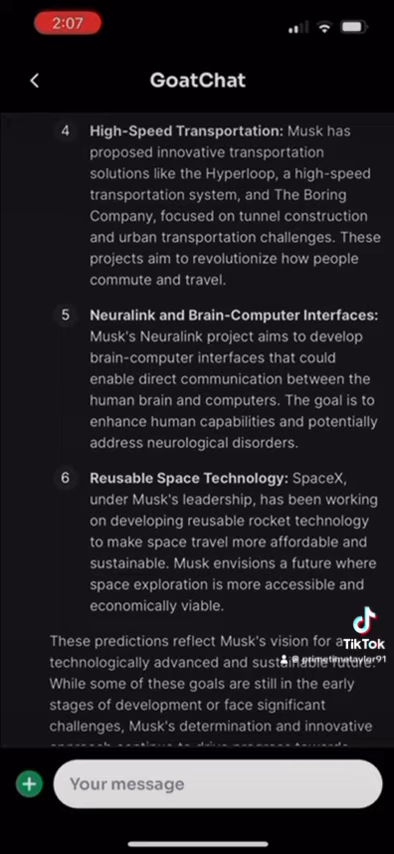 2:07
GoatChat
4 High-Speed Transportation: Musk has
proposed innovative transportation
solutions like the Hyperloop, a high-speed
transportation system, and The Boring
Company, focused on tunnel construction
and urban transportation challenges. These
projects aim to revolutionize how people
commute and travel.
5 Neuralink and Brain-Computer Interfaces:
Musk's Neuralink project aims to develop
brain-computer interfaces that could
enable direct communication between the
human brain and computers. The goal is to
enhance human capabilities and potentially
address neurological disorders.
6 Reusable Space Technology: SpaceX,
under Musk's leadership, has been working
on developing reusable rocket technology
to make space travel more affordable and
sustainable. Musk envisions a future where
space exploration is more accessible and
economically viable.
These predictions reflect Musk's vision for a
TikTok
technologically advanced and sustainable future.
@primetimetaylor91
While some of these goals are still in the early
stages of development or face significant
challenges, Musk's determination and innovative
approach continue to drive progress towards
Your message